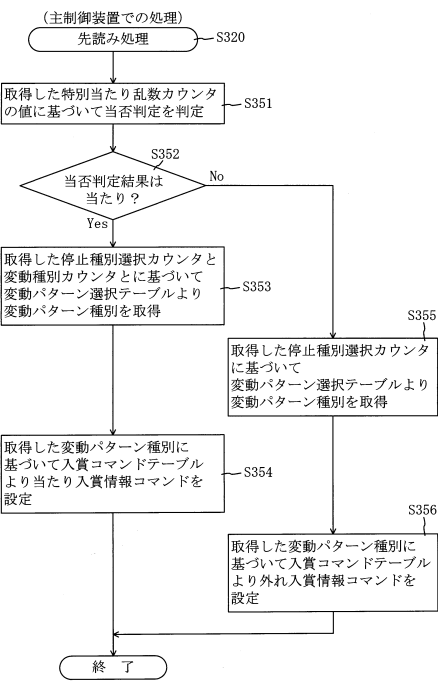 (主制御装置での処理)
先読み処理
S320
取得した特別当たり乱数カウンタ
の値に基づいて当否判定を判定
S351
S352
当否判定結果は
当たり？
No
Yes
取得した停止種別選択カウンタと
変動種別カウンタとに基づいて
変動パターン選択テーブルより
変動パターン種別を取得
S353
S355
取得した停止種別選択カウンタ
に基づいて
変動パターン選択テーブルより
変動パターン種別を取得
取得した変動パターン種別に
基づいて入賞コマンドテーブル
より当たり入賞情報コマンドを
設定
S354
S356
取得した変動パターン種別に
基づいて入賞コマンドテーブル
より外れ入賞情報コマンドを
設定
終 了